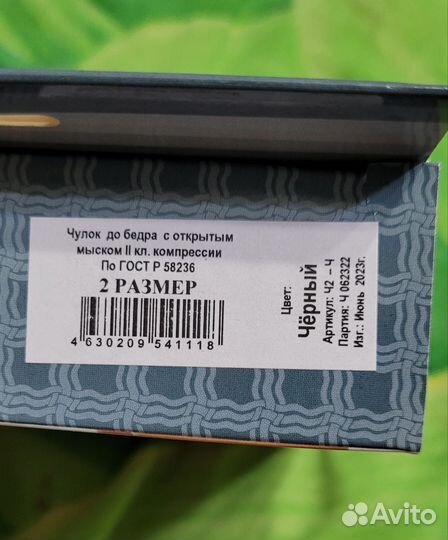 Чулок до бедра с открытым
мыском II кл. компрессии
По ГОСТ Р 58236
2 РАЗМЕР
4 630209 541118
Цвет:
Чёрный
Артикул: Ч2 – Ч
Партия: Ч 062322
Изг.: Июнь 2023г.
Avito